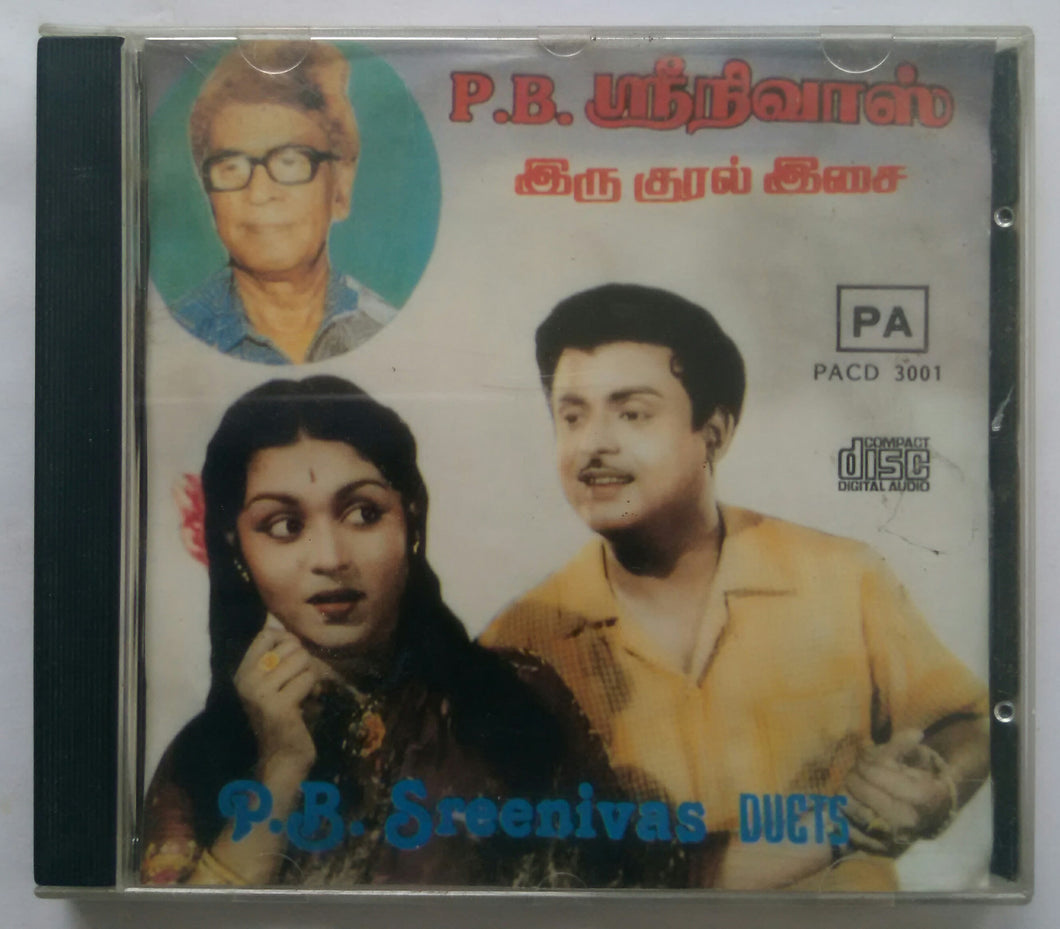 P.B. ஸ்ரீநிவாஸ்
இரு குரல் இசை
PA
PACD 3001
COMPACT
disc
DIGITAL AUDIO
P.B. Sreenivas DUETS